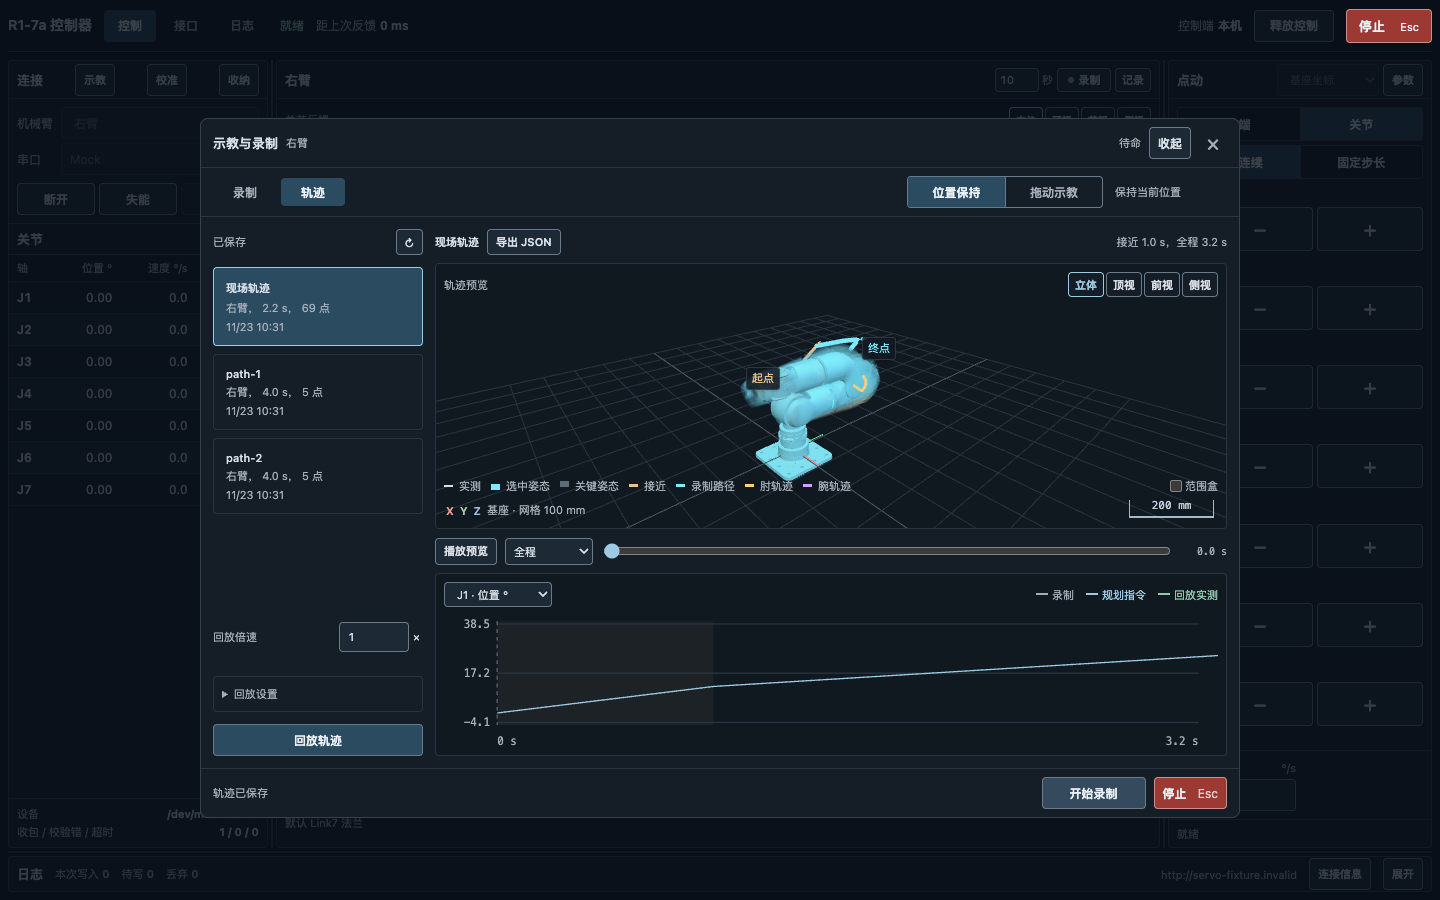 R1-7a 控制器 控制 接口 日志 就绪 距上次反馈 0 ms 控制端 本机 释放控制 停止 Esc
连接 示教 校准 收纳 右臂 10 秒 录制 记录 点动 基座坐标 参数
机械臂 右臂 关节
串口 Mock 连续 固定步长
断开 失能
关节
轴 位置 ° 速度 °/s
J1 0.00 0.0
J2 0.00 0.0
J3 0.00 0.0
J4 0.00 0.0
J5 0.00 0.0
J6 0.00 0.0
J7 0.00 0.0
示教与录制 右臂 待命 收起 ×
录制 轨迹 位置保持 拖动示教 保持当前位置
已保存 ↻ 现场轨迹 导出 JSON 接近 1.0 s，全程 3.2 s
现场轨迹
右臂， 2.2 s， 69 点
11/23 10:31
path-1
右臂， 4.0 s， 5 点
11/23 10:31
path-2
右臂， 4.0 s， 5 点
11/23 10:31
轨迹预览 立体 顶视 前视 侧视
终点
起点
实测 选中姿态 关键姿态 接近 录制路径 肘轨迹 腕轨迹 范围盒
X Y Z 基座 · 网格 100 mm 200 mm
播放预览 全程 0.0 s
J1 · 位置 ° 录制 规划指令 回放实测
38.5
17.2
−4.1
0 s 3.2 s
回放倍速 1 ×
回放设置
回放轨迹
轨迹已保存 开始录制 停止 Esc
°/s
设备 /dev/m
收包 / 校验错 / 超时 1 / 0 / 0
默认 Link7 法兰
就绪
日志 本次写入 0 待写 0 丢弃 0 http://servo-fixture.invalid 连接信息 展开